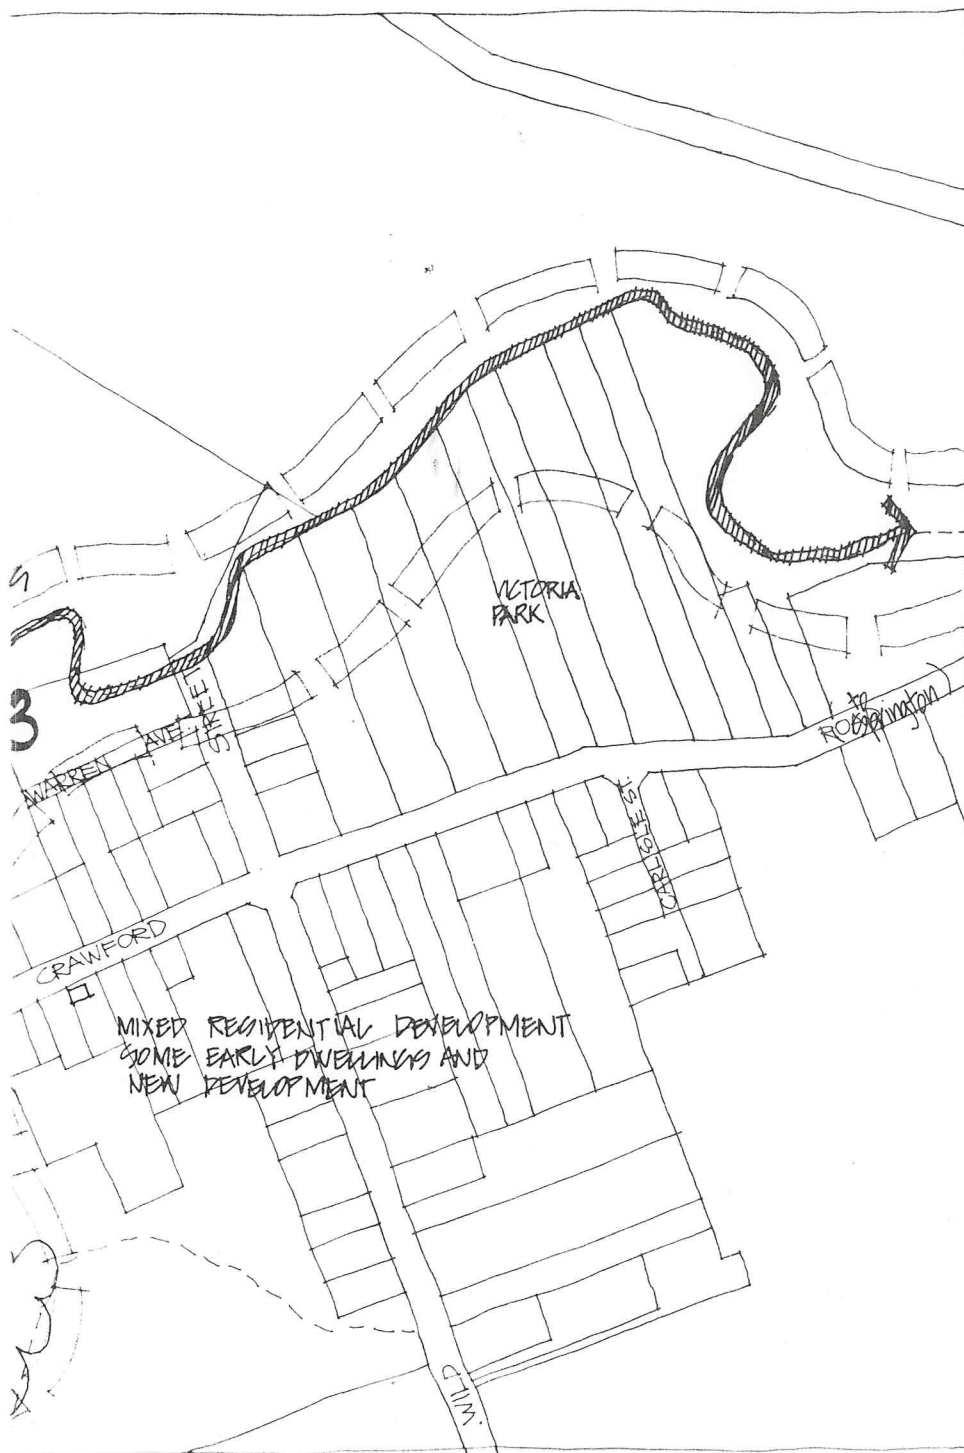 S
VICTORIA
PARK
3
WARREN AVE.
STREET
to
ROAD
CARLISLE ST.
CRAWFORD
MIXED RESIDENTIAL DEVELOPMENT
SOME EARLY DWELLINGS AND
NEW DEVELOPMENT
WILD